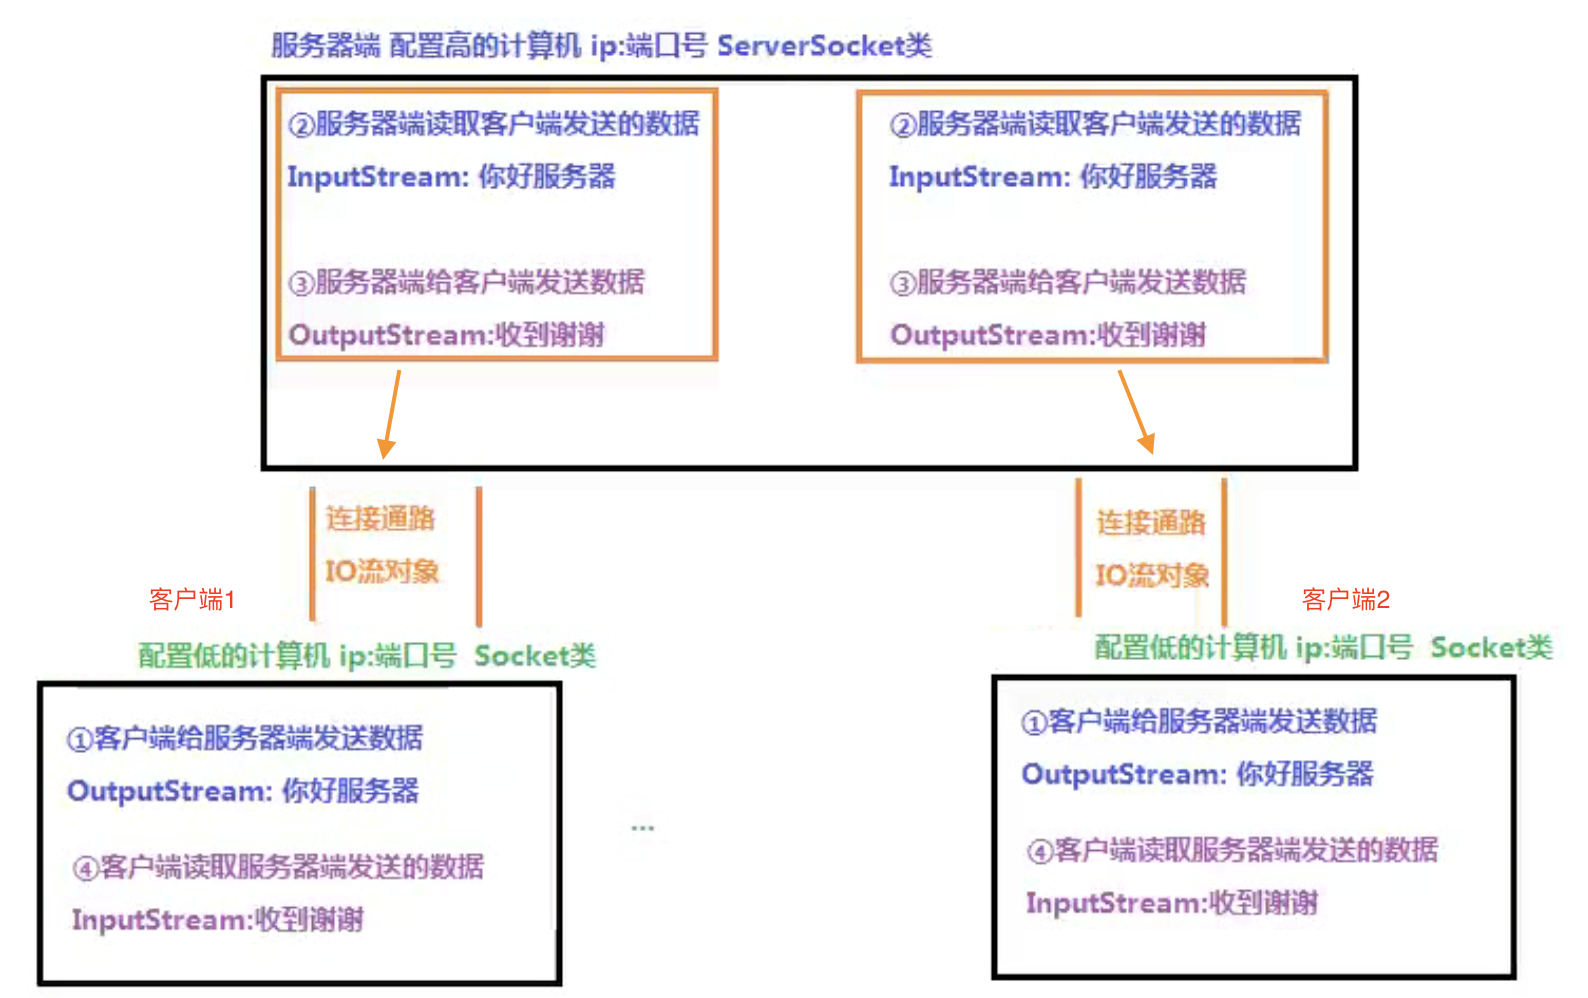 服务器端 配置高的计算机 ip:端口号 ServerSocket类
②服务器端读取客户端发送的数据
InputStream: 你好服务器
③服务器端给客户端发送数据
OutputStream:收到谢谢
②服务器端读取客户端发送的数据
InputStream: 你好服务器
③服务器端给客户端发送数据
OutputStream:收到谢谢
连接通路
IO流对象
连接通路
IO流对象
客户端1
配置低的计算机 ip:端口号 Socket类
①客户端给服务器端发送数据
OutputStream: 你好服务器
④客户端读取服务器端发送的数据
InputStream:收到谢谢
...
客户端2
配置低的计算机 ip:端口号 Socket类
①客户端给服务器端发送数据
OutputStream: 你好服务器
④客户端读取服务器端发送的数据
InputStream:收到谢谢